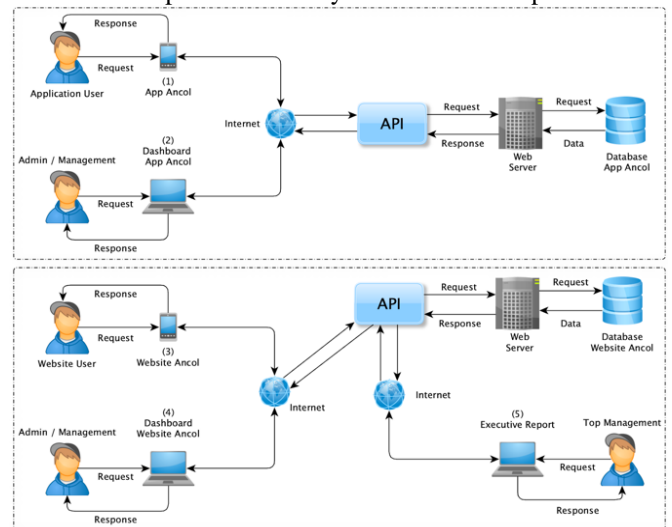 Response
Request
Application User
(1)
App Ancol
Internet
API
Request
Response
Web
Server
Request
Data
Database
App Ancol
(2)
Dashboard
App Ancol
Admin / Management
Request
Response
Response
Request
Website User
(3)
Website Ancol
Internet
API
Request
Response
Web
Server
Request
Data
Database
Website Ancol
Internet
(4)
Dashboard
Website Ancol
Admin / Management
Request
Response
(5)
Executive Report
Top Management
Request
Response